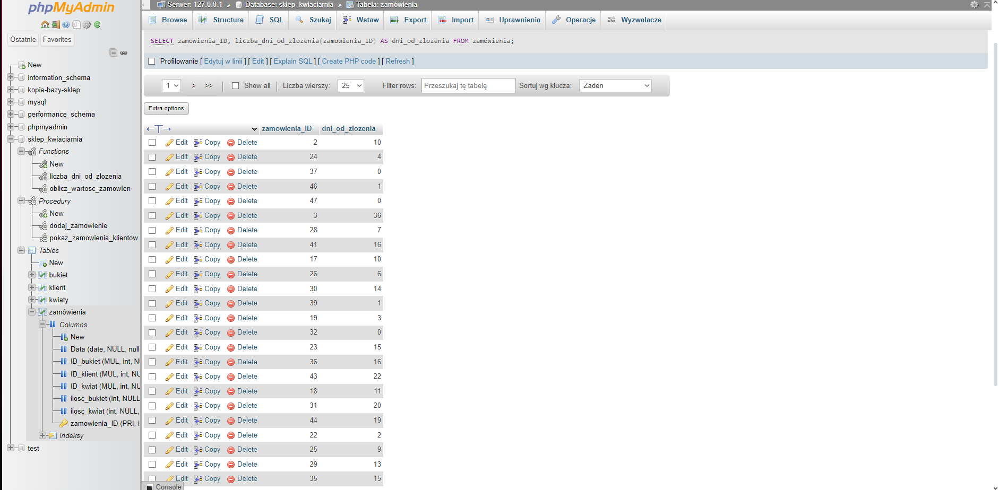 phpMyAdmin
Ostatnie Favorites
New
information_schema
kopia-bazy-sklep
mysql
performance_schema
phpmyadmin
sklep_kwiaciarnia
Functions
New
liczba_dni_od_zlozenia
oblicz_wartosc_zamowien
Procedury
New
dodaj_zamowienie
pokaz_zamowienia_klientow
Tables
New
bukiet
klient
kwiaty
zamówienia
Columns
New
Data (date, NULL, null
ID_bukiet (MUL, int, NU
ID_klient (MUL, int, NU
ID_kwiat (MUL, int, NU
ilosc_bukiet (int, NULL
ilosc_kwiat (int, NULL,
zamowienia_ID (PRI, i
Indeksy
test
Serwer: 127.0.0.1 » Database: sklep_kwiaciarnia » Tabela: zamówienia
Browse Structure SQL Szukaj Wstaw Export Import Uprawnienia Operacje Wyzwalacze
SELECT zamowienia_ID, liczba_dni_od_zlozenia(zamowienia_ID) AS dni_od_zlozenia FROM zamówienia;
Profilowanie [ Edytuj w linii ] [ Edit ] [ Explain SQL ] [ Create PHP code ] [ Refresh ]
1 > >> | Show all | Liczba wierszy: 25 Filter rows: Przeszukaj tę tabelę Sortuj wg klucza: Żaden
Extra options
zamowienia_ID dni_od_zlozenia
Edit Copy Delete 2 10
Edit Copy Delete 24 4
Edit Copy Delete 37 0
Edit Copy Delete 46 1
Edit Copy Delete 47 0
Edit Copy Delete 3 36
Edit Copy Delete 28 7
Edit Copy Delete 41 16
Edit Copy Delete 17 10
Edit Copy Delete 26 6
Edit Copy Delete 30 14
Edit Copy Delete 39 1
Edit Copy Delete 19 3
Edit Copy Delete 32 0
Edit Copy Delete 23 15
Edit Copy Delete 36 16
Edit Copy Delete 43 22
Edit Copy Delete 18 11
Edit Copy Delete 31 20
Edit Copy Delete 44 19
Edit Copy Delete 22 2
Edit Copy Delete 25 9
Edit Copy Delete 29 13
Edit Copy Delete 35 15
Console